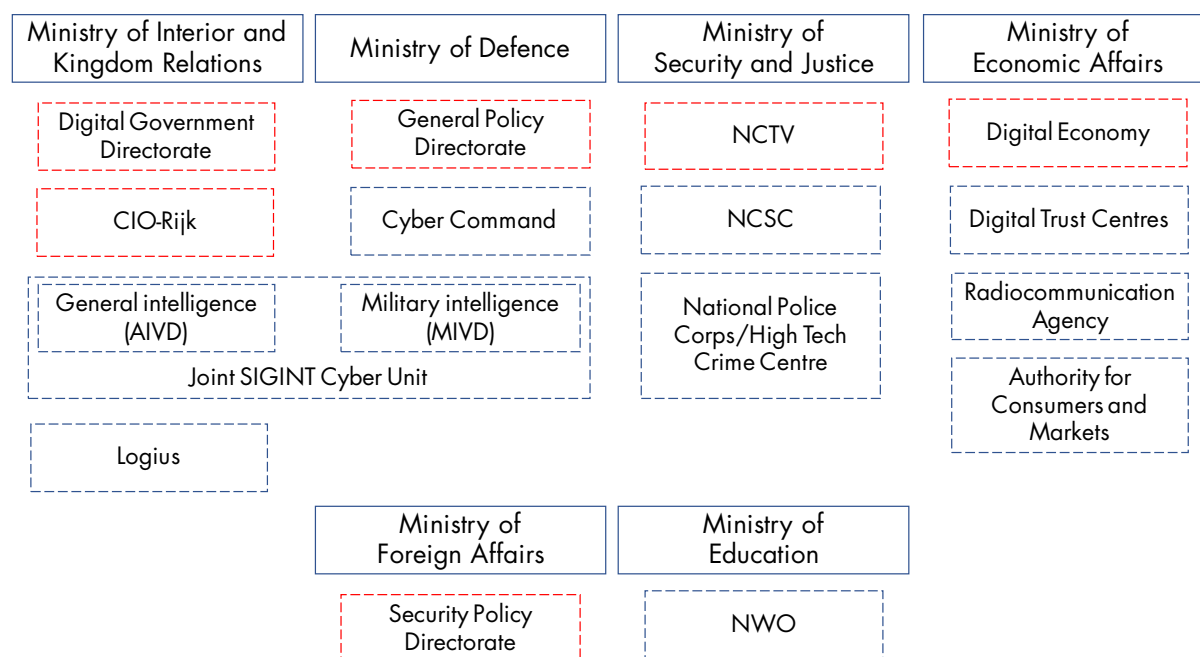 Ministry of Interior and
Kingdom Relations
Digital Government
Directorate
CIO-Rijk
General intelligence
(AIVD)
Ministry of Defence
General Policy
Directorate
Cyber Command
Military intelligence
(MIVD)
Joint SIGINT Cyber Unit
Logius
Ministry of
Security and Justice
NCTV
NCSC
National Police
Corps/High Tech
Crime Centre
Ministry of
Economic Affairs
Digital Economy
Digital Trust Centres
Radiocommunication
Agency
Authority for
Consumers and
Markets
Ministry of
Foreign Affairs
Security Policy
Directorate
Ministry of
Education
NWO